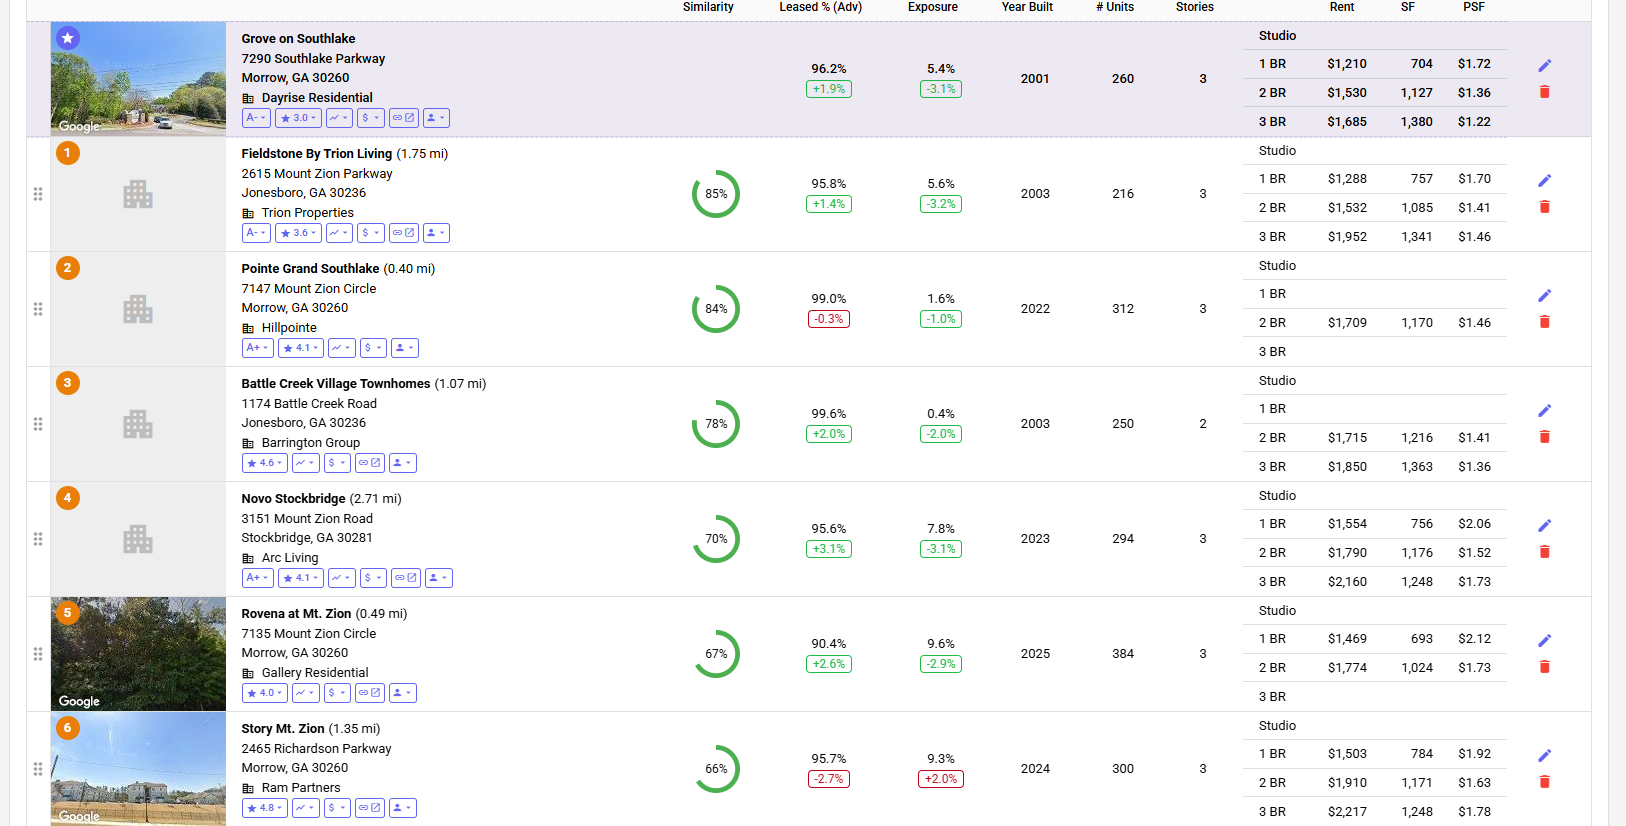 Similarity Leased % (Adv) Exposure Year Built # Units Stories Rent SF PSF
Grove on Southlake
7290 Southlake Parkway
Morrow, GA 30260
Dayrise Residential
A- 3.0 $
Google
96.2% +1.9% 5.4% -3.1% 2001 260 3
Studio
1 BR $1,210 704 $1.72
2 BR $1,530 1,127 $1.36
3 BR $1,685 1,380 $1.22
1
Fieldstone By Trion Living (1.75 mi)
2615 Mount Zion Parkway
Jonesboro, GA 30236
Trion Properties
A- 3.6 $
85% 95.8% +1.4% 5.6% -3.2% 2003 216 3
Studio
1 BR $1,288 757 $1.70
2 BR $1,532 1,085 $1.41
3 BR $1,952 1,341 $1.46
2
Pointe Grand Southlake (0.40 mi)
7147 Mount Zion Circle
Morrow, GA 30260
Hillpointe
A+ 4.1 $
84% 99.0% -0.3% 1.6% -1.0% 2022 312 3
Studio
1 BR
2 BR $1,709 1,170 $1.46
3 BR
3
Battle Creek Village Townhomes (1.07 mi)
1174 Battle Creek Road
Jonesboro, GA 30236
Barrington Group
4.6 $
78% 99.6% +2.0% 0.4% -2.0% 2003 250 2
Studio
1 BR
2 BR $1,715 1,216 $1.41
3 BR $1,850 1,363 $1.36
4
Novo Stockbridge (2.71 mi)
3151 Mount Zion Road
Stockbridge, GA 30281
Arc Living
A+ 4.1 $
70% 95.6% +3.1% 7.8% -3.1% 2023 294 3
Studio
1 BR $1,554 756 $2.06
2 BR $1,790 1,176 $1.52
3 BR $2,160 1,248 $1.73
5
Rovena at Mt. Zion (0.49 mi)
7135 Mount Zion Circle
Morrow, GA 30260
Gallery Residential
4.0 $
Google
67% 90.4% +2.6% 9.6% -2.9% 2025 384 3
Studio
1 BR $1,469 693 $2.12
2 BR $1,774 1,024 $1.73
3 BR
6
Story Mt. Zion (1.35 mi)
2465 Richardson Parkway
Morrow, GA 30260
Ram Partners
4.8 $
Google
66% 95.7% -2.7% 9.3% +2.0% 2024 300 3
Studio
1 BR $1,503 784 $1.92
2 BR $1,910 1,171 $1.63
3 BR $2,217 1,248 $1.78